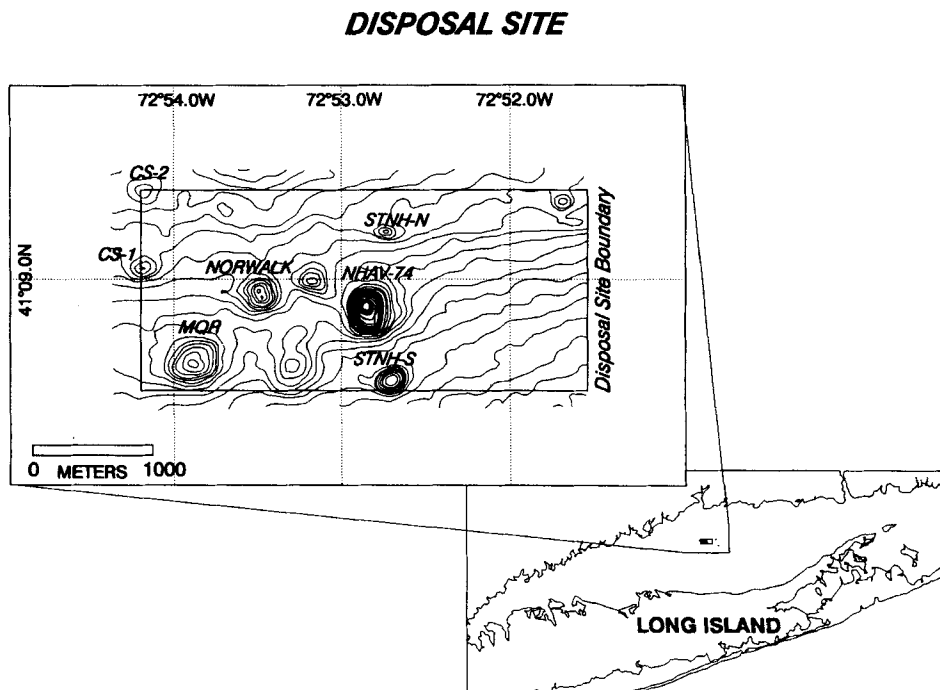 DISPOSAL SITE
72°54.0W 72°53.0W 72°52.0W
CS-2
STNH-N
CS-1
NORWALK
NHAV-74
41°09.0N
MQR
STNH-S
Disposal Site Boundary
0 METERS 1000
LONG ISLAND